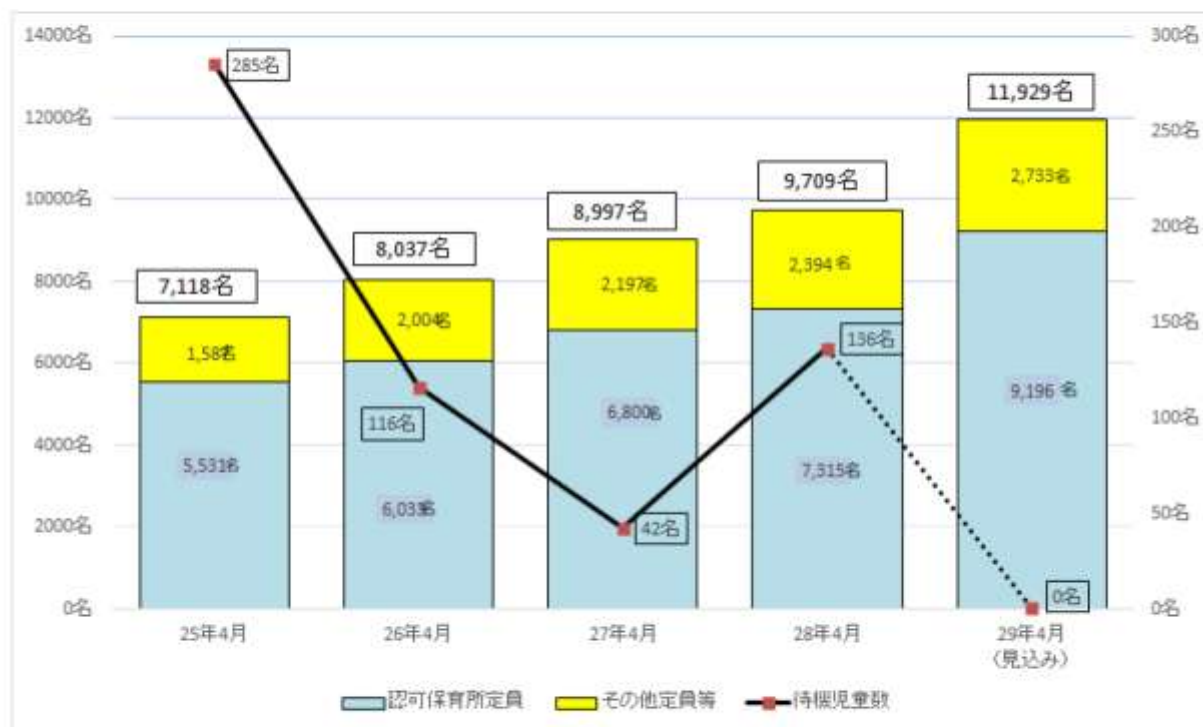 14000名
12000名
10000名
8000名
6000名
4000名
2000名
0名
300名
250名
200名
150名
100名
50名
0名
285名
116名
42名
136名
0名
7,118名
8,037名
8,997名
9,709名
11,929名
1,587名
2,004名
2,197名
2,394名
2,733名
5,531名
6,033名
6,800名
7,315名
9,196名
25年4月
26年4月
27年4月
28年4月
29年4月
（見込み）
認可保育所定員 その他定員等 待機児童数